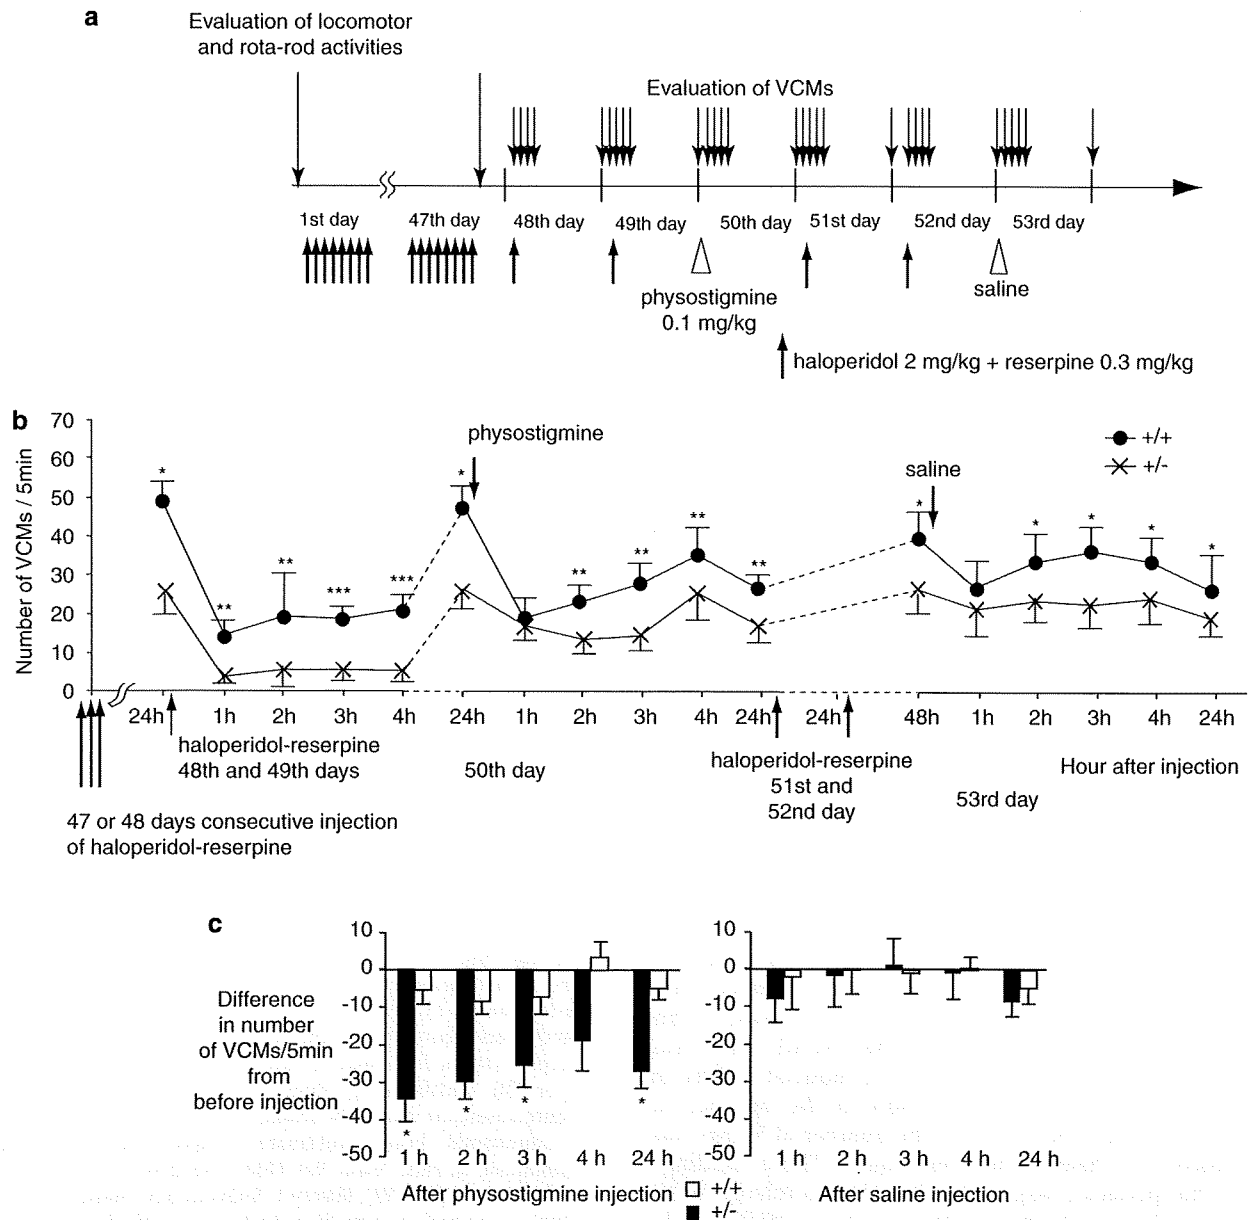 a
Evaluation of locomotor
and rota-rod activities
Evaluation of VCMs
1st day
47th day
48th day
49th day
50th day
51st day
52nd day
53rd day
physostigmine
0.1 mg/kg
saline
haloperidol 2 mg/kg + reserpine 0.3 mg/kg
b
Number of VCMs / 5min
70
60
50
40
30
20
10
0
physostigmine
saline
+/+
+/-
*
**
**
***
***
*
**
**
**
**
*
*
*
*
*
24h
1h
2h
3h
4h
24h
1h
2h
3h
4h
24h
24h
48h
1h
2h
3h
4h
24h
haloperidol-reserpine
48th and 49th days
50th day
haloperidol-reserpine
51st and
52nd day
53rd day
Hour after injection
47 or 48 days consecutive injection
of haloperidol-reserpine
c
Difference
in number
of VCMs/5min
from
before injection
10
0
-10
-20
-30
-40
-50
*
*
*
*
1 h
2 h
3 h
4 h
24 h
After physostigmine injection
10
0
-10
-20
-30
-40
-50
1 h
2 h
3 h
4 h
24 h
After saline injection
+/+
+/-